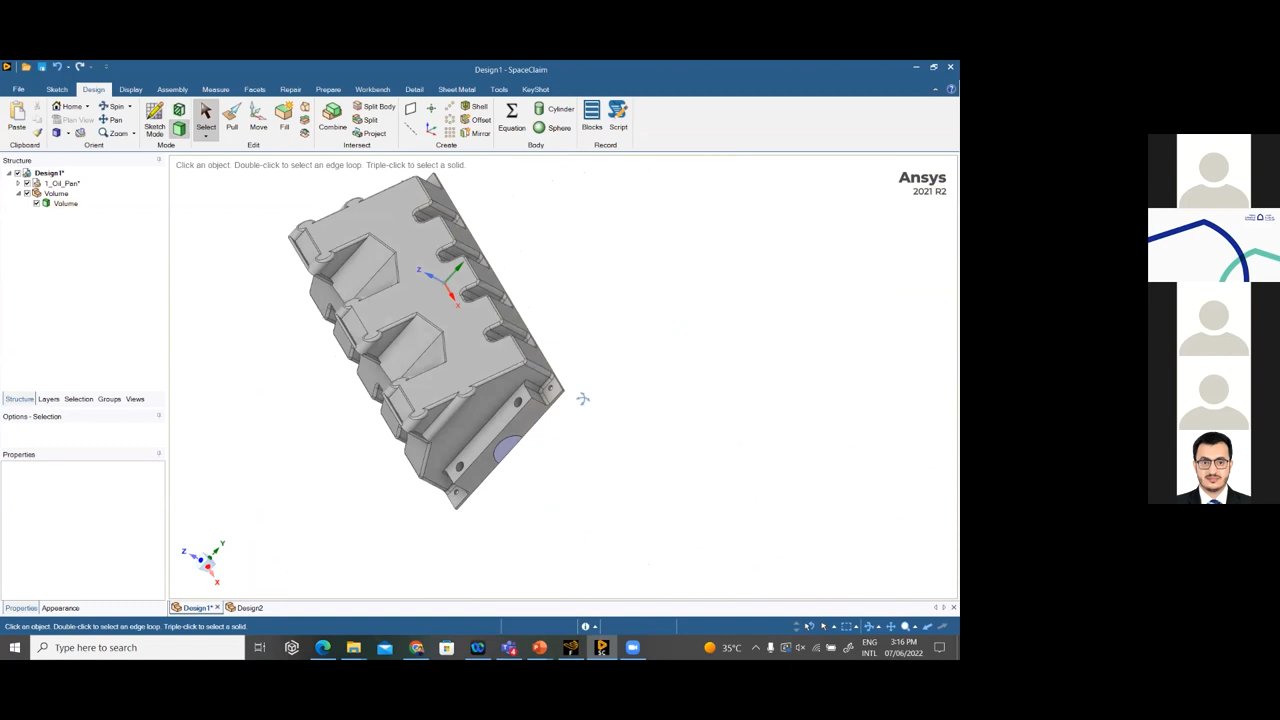 Design1 - SpaceClaim
File Sketch Design Display Assembly Measure Facets Repair Prepare Workbench Detail Sheet Metal Tools KeyShot
Home Spin Split Body Shell Cylinder
Plan View Pan Split Offset Sphere
Zoom Project Mirror
Paste Sketch Mode Select Pull Move Fill Combine Equation Blocks Script
Clipboard Orient Mode Edit Intersect Create Body Record
Structure
Click an object. Double-click to select an edge loop. Triple-click to select a solid.
Design1*
1_Oil_Pan*
Volume
Volume
Ansys
2021 R2
Z
X
Structure Layers Selection Groups Views
Options - Selection
Properties
Z
Y
X
Properties Appearance
Design1* Design2
Click an object. Double-click to select an edge loop. Triple-click to select a solid.
Type here to search
35°C
ENG
INTL
3:16 PM
07/06/2022